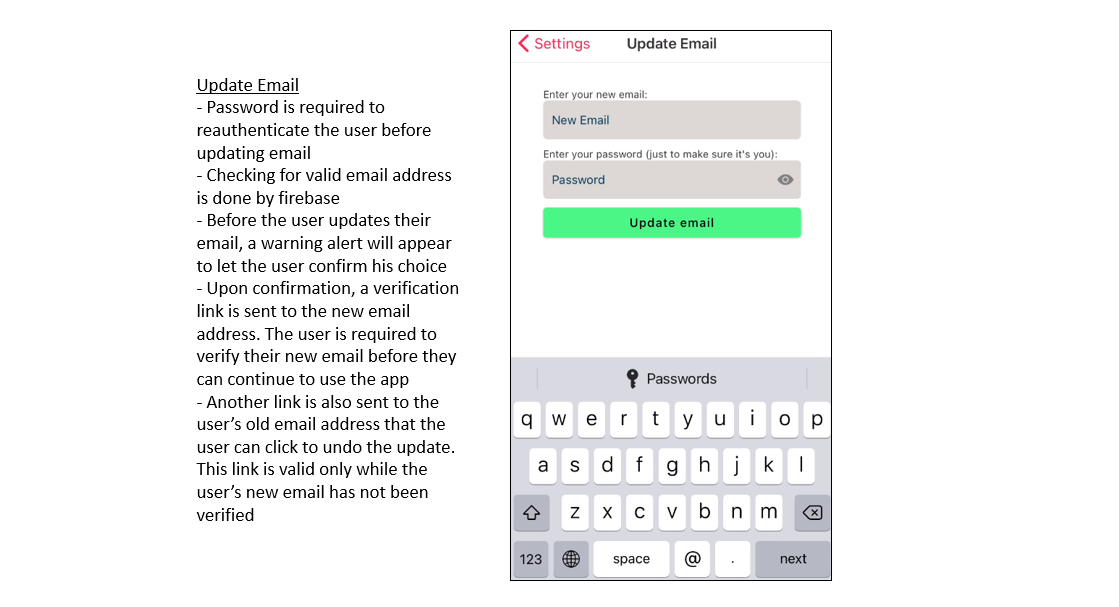 Update Email
- Password is required to
reauthenticate the user before
updating email
- Checking for valid email address
is done by firebase
- Before the user updates their
email, a warning alert will appear
to let the user confirm his choice
- Upon confirmation, a verification
link is sent to the new email
address. The user is required to
verify their new email before they
can continue to use the app
- Another link is also sent to the
user’s old email address that the
user can click to undo the update.
This link is valid only while the
user’s new email has not been
verified
Settings Update Email
Enter your new email:
New Email
Enter your password (just to make sure it's you):
Password
Update email
Passwords
q w e r t y u i o p
a s d f g h j k l
z x c v b n m
123 space @ . next